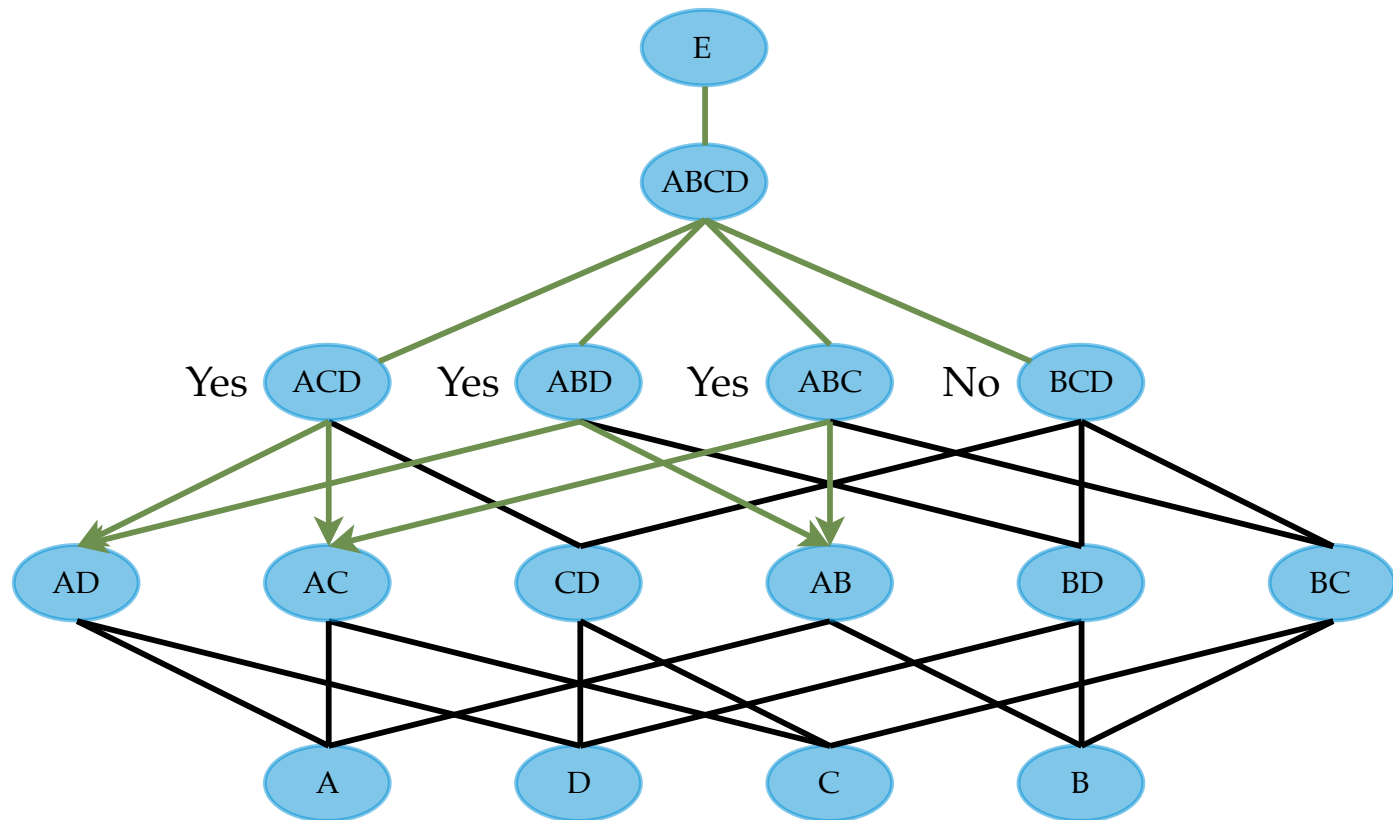 E
ABCD
Yes ACD Yes ABD Yes ABC No BCD
AD AC CD AB BD BC
A D C B